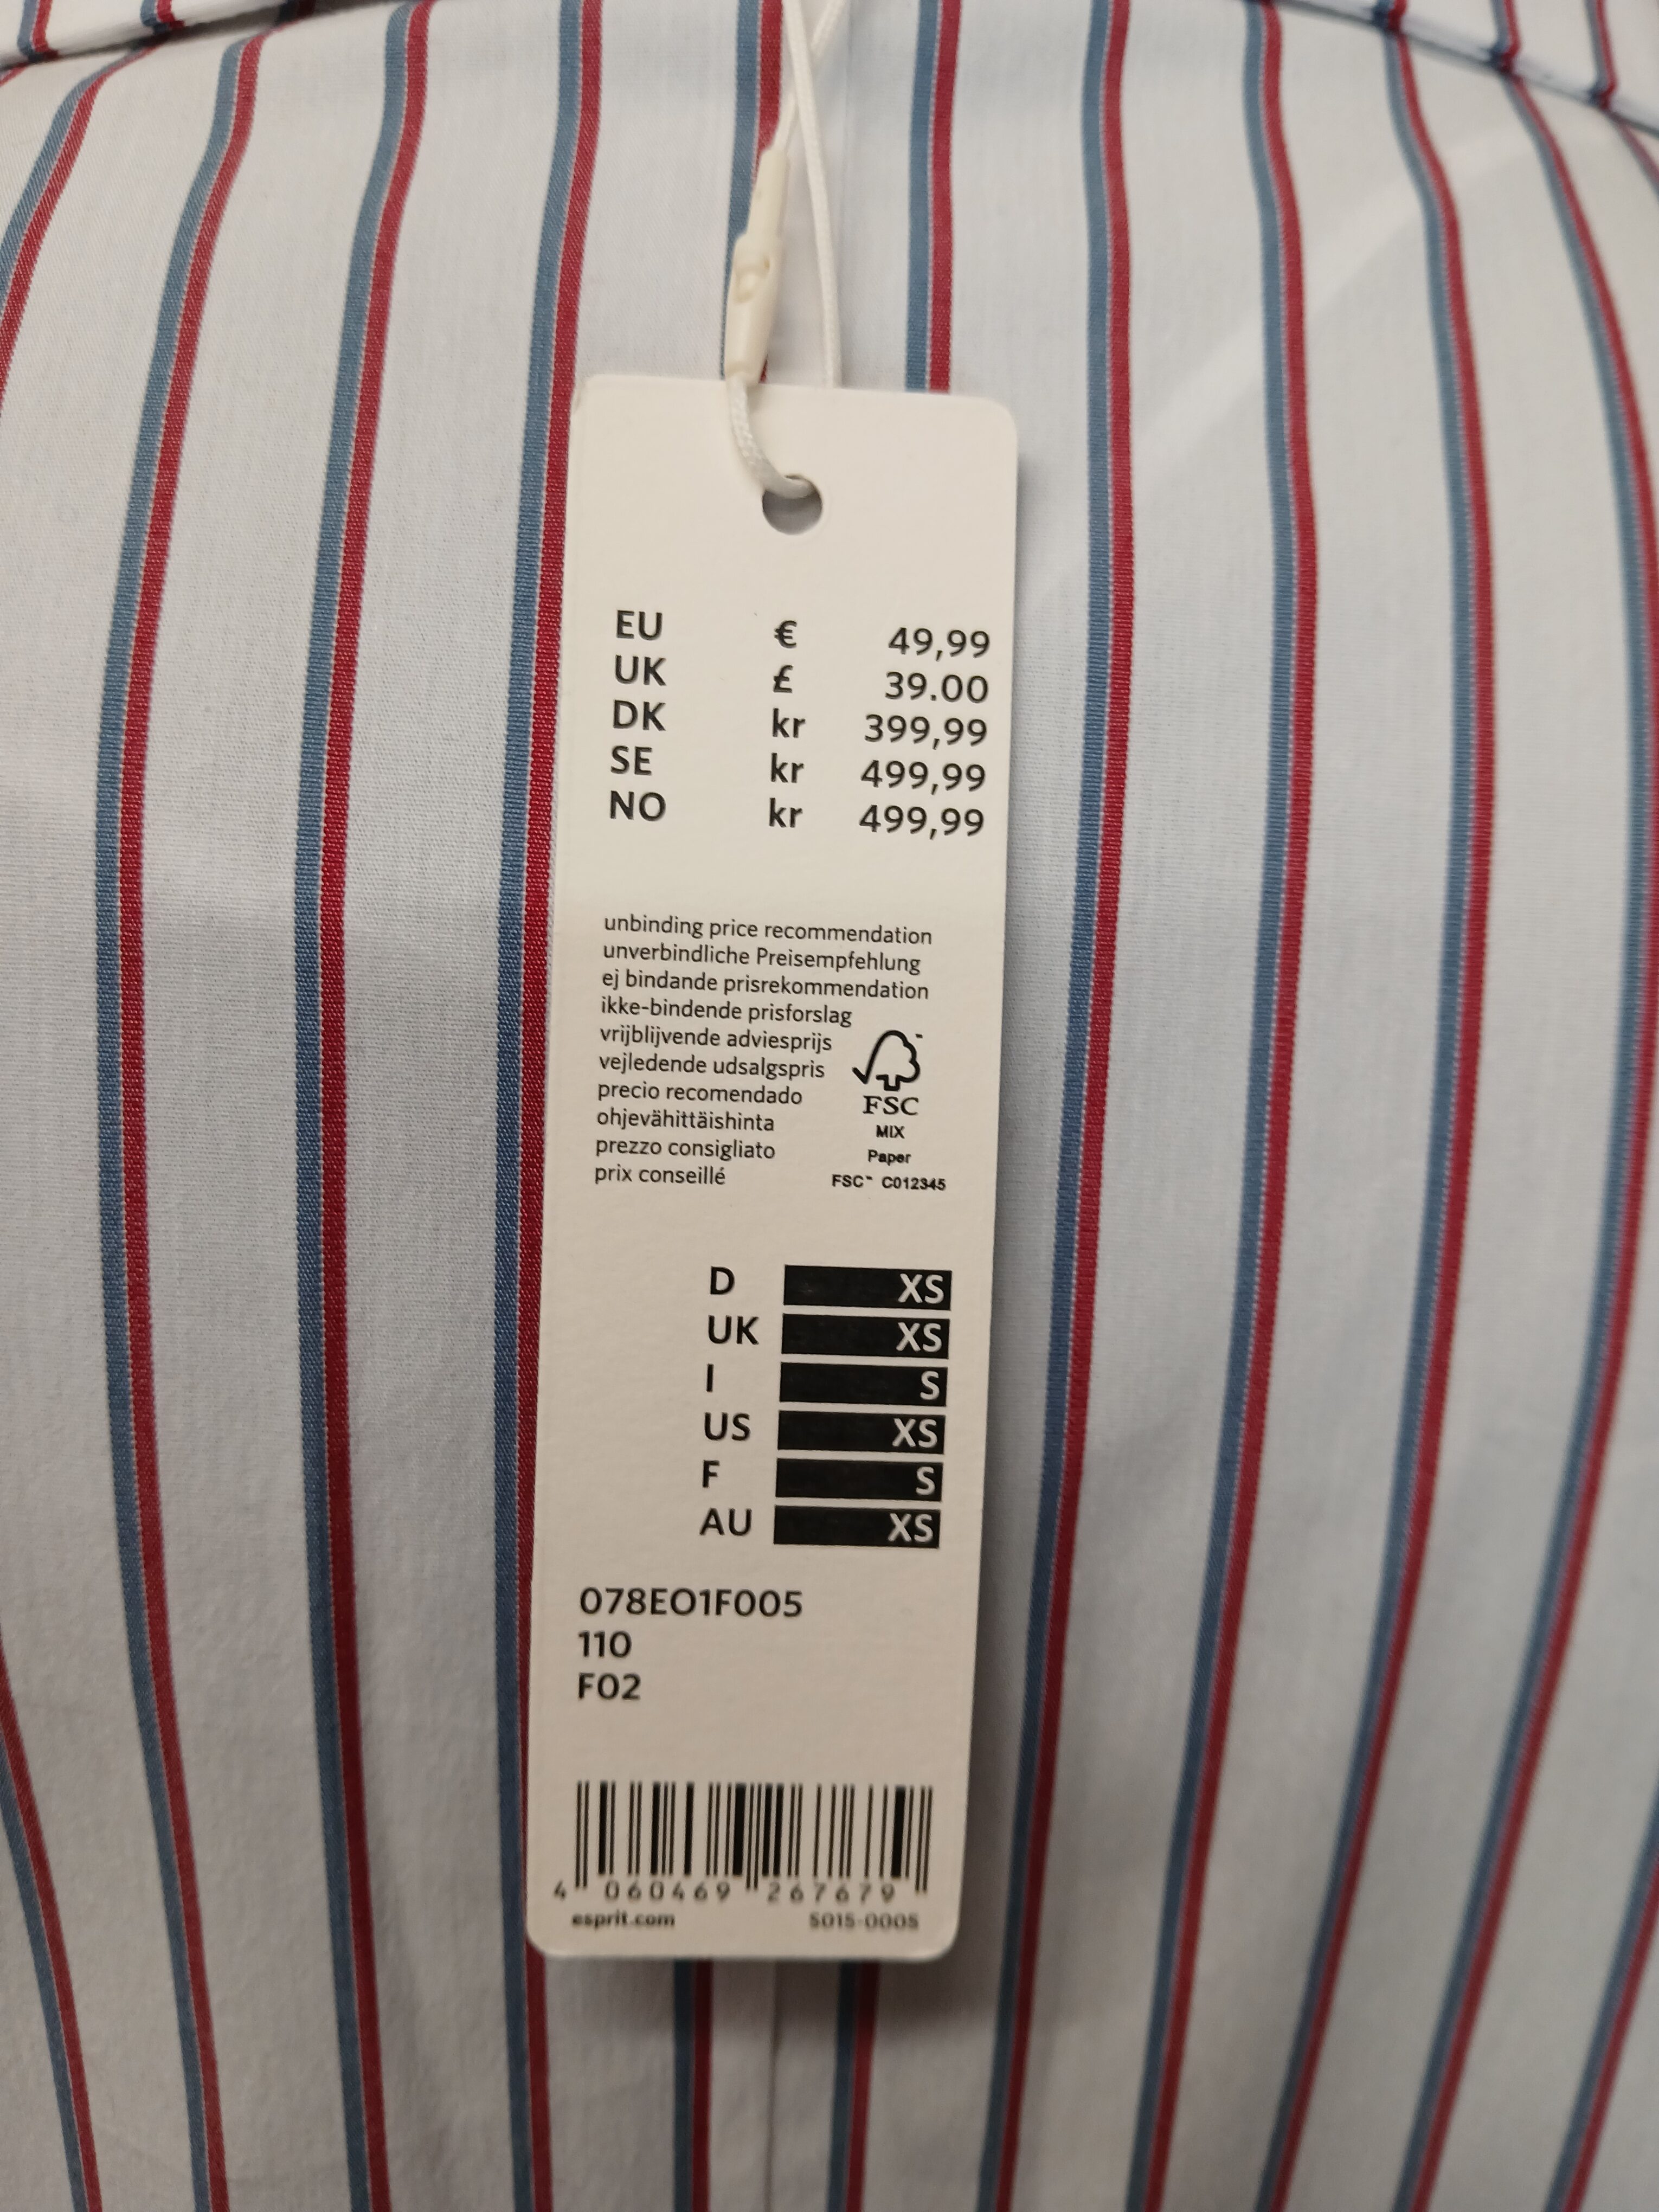 EU € 49,99
UK £ 39.00
DK kr 399,99
SE kr 499,99
NO kr 499,99
unbinding price recommendation
unverbindliche Preisempfehlung
ej bindande prisrekommendation
ikke-bindende prisforslag
vrijblijvende adviesprijs
vejledende udsalgspris
precio recomendado
ohjevähittäishinta
prezzo consigliato
prix conseillé
FSC
MIX
Paper
FSC™ C012345
D XS
UK XS
I S
US XS
F S
AU XS
078EO1F005
110
F02
4 060469 267679
esprit.com S015-0005